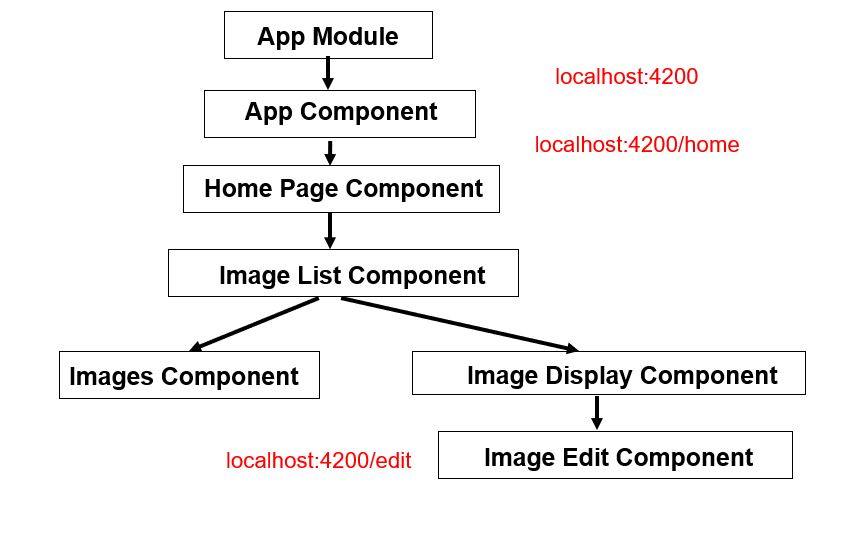 App Module
localhost:4200
App Component
localhost:4200/home
Home Page Component
Image List Component
Images Component
Image Display Component
localhost:4200/edit
Image Edit Component